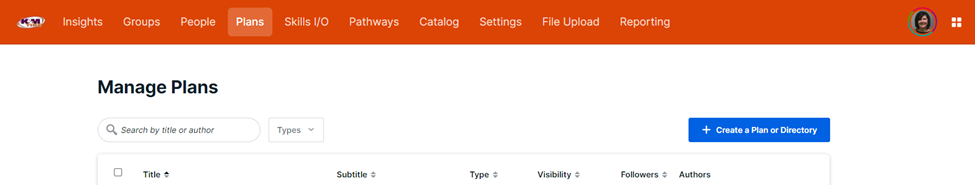 K&M
Insights Groups People Plans Skills I/O Pathways Catalog Settings File Upload Reporting
Manage Plans
Search by title or author Types + Create a Plan or Directory
Title Subtitle Type Visibility Followers Authors